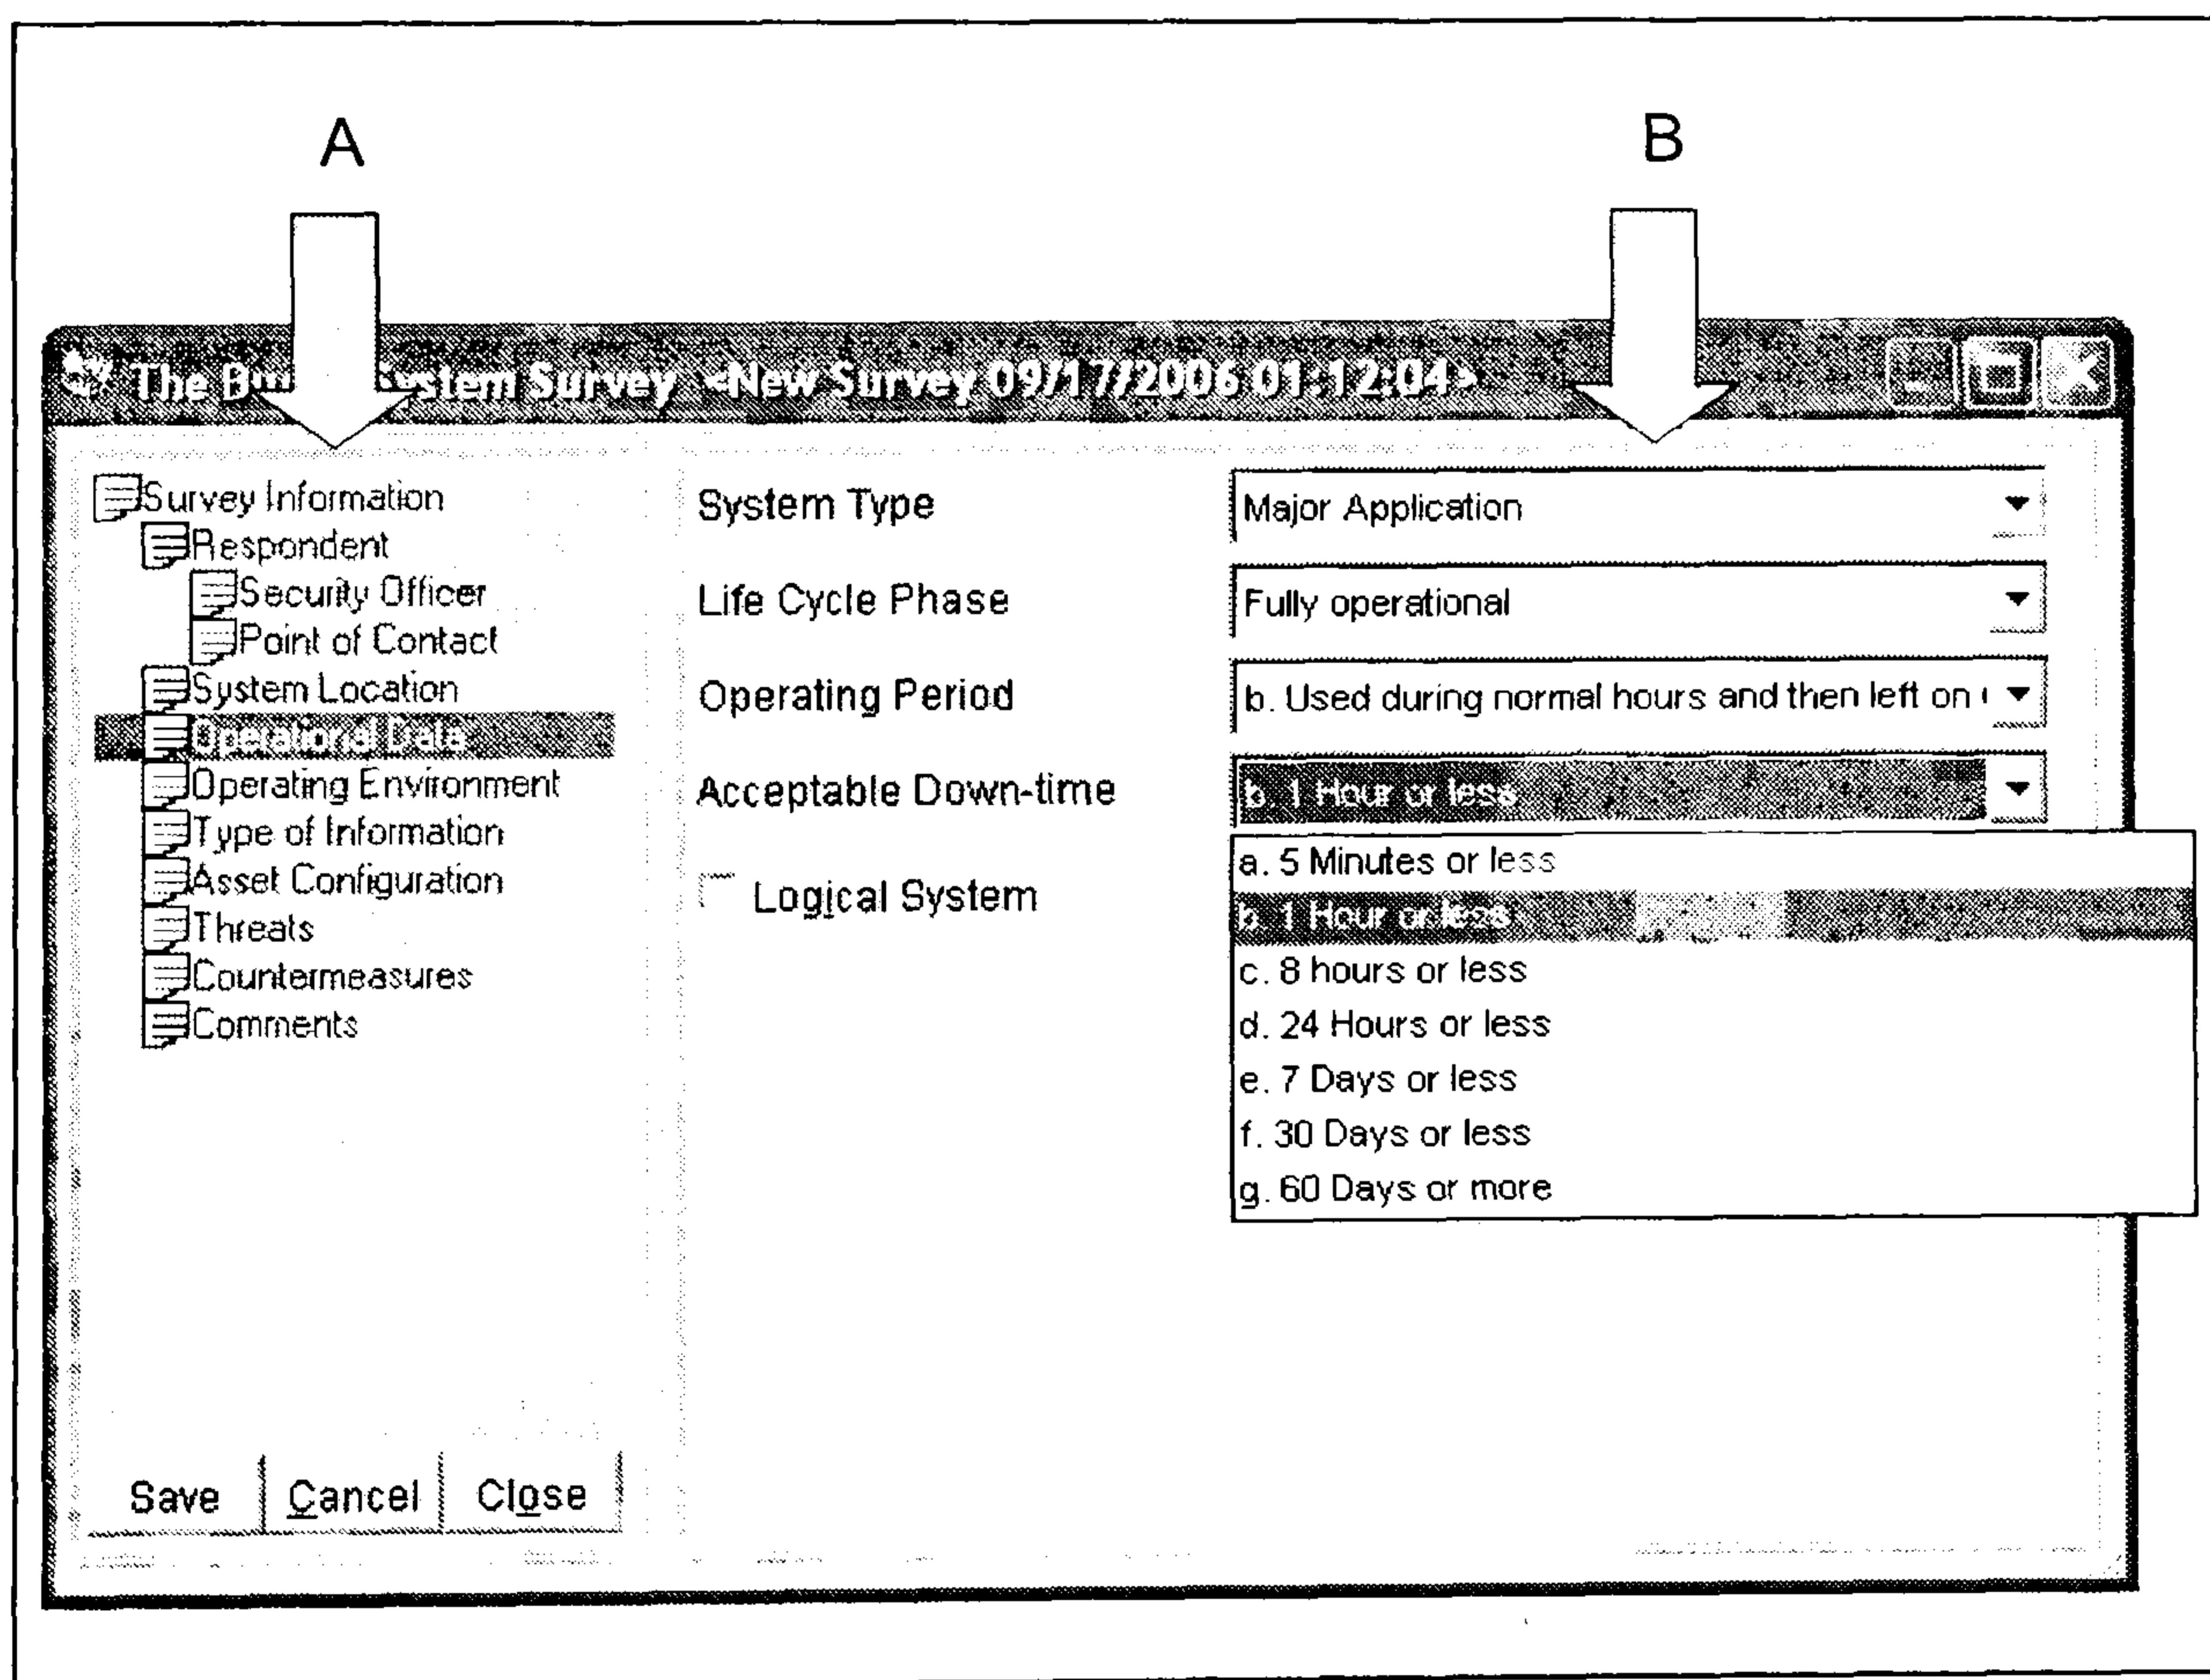 A
B
The stem Survey <New Survey 09/17/2006 01:12:04>
Survey Information
Respondent
Security Officer
Point of Contact
System Location
Operational Data
Operating Environment
Type of Information
Asset Configuration
Threats
Countermeasures
Comments
Save
Cancel
Close
System Type
Major Application
Life Cycle Phase
Fully operational
Operating Period
b. Used during normal hours and then left on
Acceptable Down-time
b. 1 Hour or less
a. 5 Minutes or less
b. 1 Hour or less
c. 8 hours or less
d. 24 Hours or less
e. 7 Days or less
f. 30 Days or less
g. 60 Days or more
Logical System